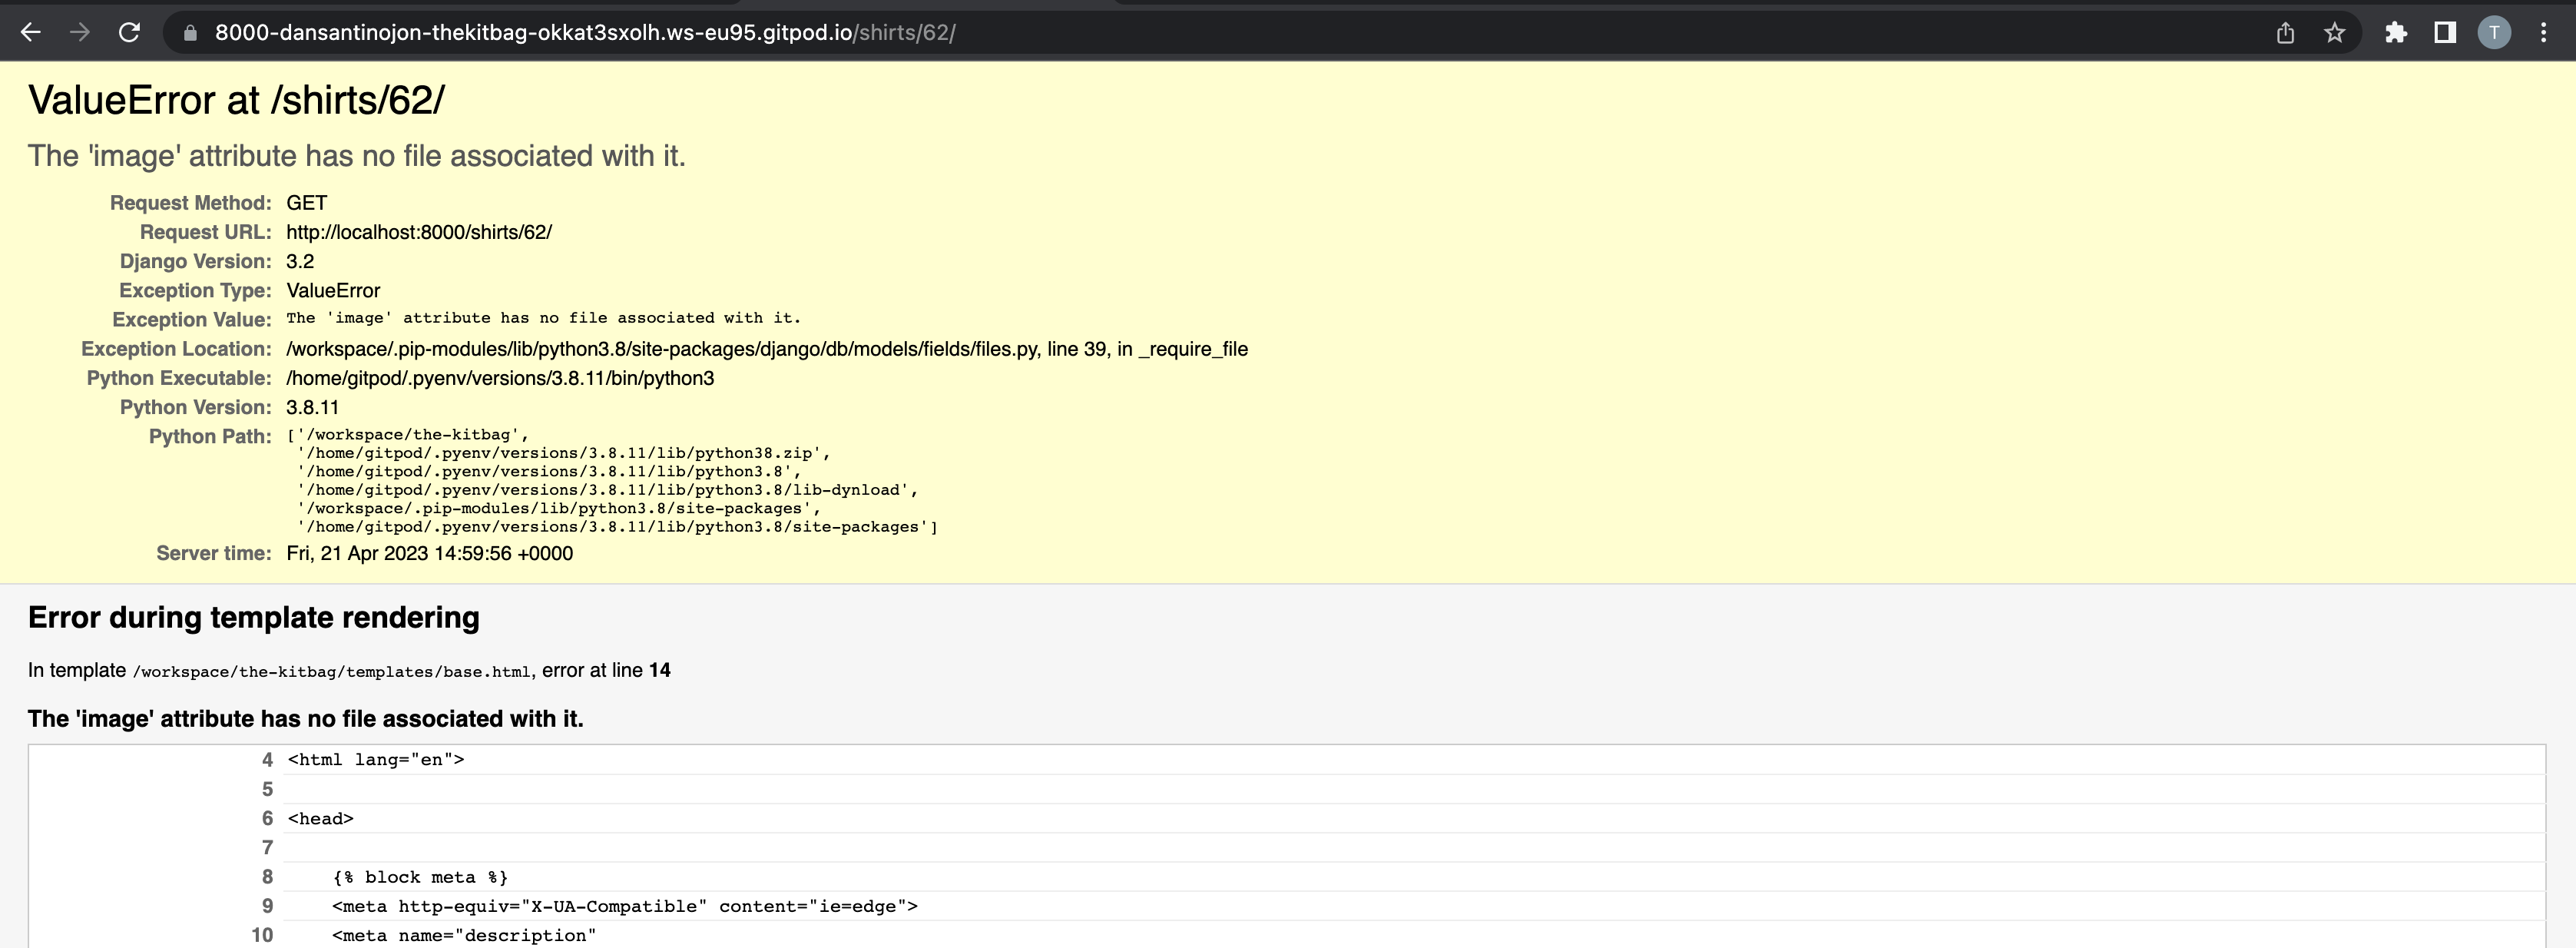 8000-dansantinojon-thekitbag-okkat3sxolh.ws-eu95.gitpod.io/shirts/62/
T
ValueError at /shirts/62/
The 'image' attribute has no file associated with it.
Request Method: GET
Request URL: http://localhost:8000/shirts/62/
Django Version: 3.2
Exception Type: ValueError
Exception Value: The 'image' attribute has no file associated with it.
Exception Location: /workspace/.pip-modules/lib/python3.8/site-packages/django/db/models/fields/files.py, line 39, in _require_file
Python Executable: /home/gitpod/.pyenv/versions/3.8.11/bin/python3
Python Version: 3.8.11
Python Path: ['/workspace/the-kitbag',
'/home/gitpod/.pyenv/versions/3.8.11/lib/python38.zip',
'/home/gitpod/.pyenv/versions/3.8.11/lib/python3.8',
'/home/gitpod/.pyenv/versions/3.8.11/lib/python3.8/lib-dynload',
'/workspace/.pip-modules/lib/python3.8/site-packages',
'/home/gitpod/.pyenv/versions/3.8.11/lib/python3.8/site-packages']
Server time: Fri, 21 Apr 2023 14:59:56 +0000
Error during template rendering
In template /workspace/the-kitbag/templates/base.html, error at line 14
The 'image' attribute has no file associated with it.
4 <html lang="en">
5
6 <head>
7
8 {% block meta %}
9 <meta http-equiv="X-UA-Compatible" content="ie=edge">
10 <meta name="description"